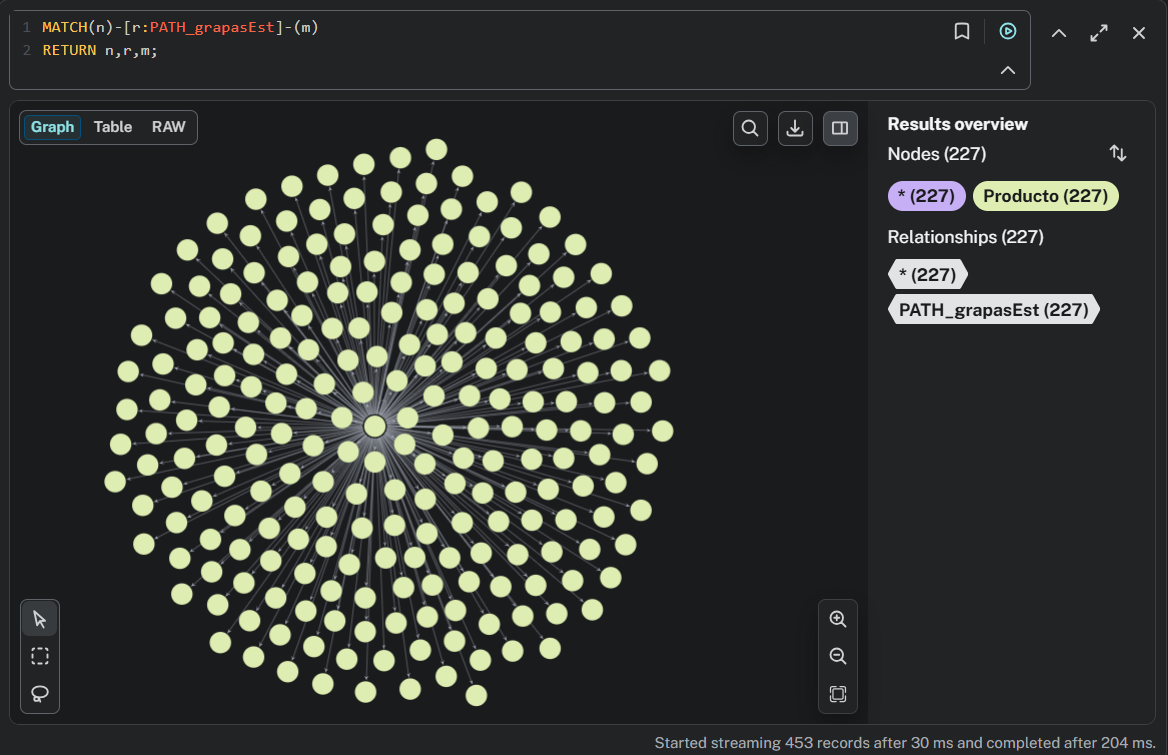 1 MATCH(n)-[r:PATH_grapasEst]-(m)
2 RETURN n,r,m;
Graph Table RAW
Results overview
Nodes (227)
* (227) Producto (227)
Relationships (227)
* (227)
PATH_grapasEst (227)
Started streaming 453 records after 30 ms and completed after 204 ms.